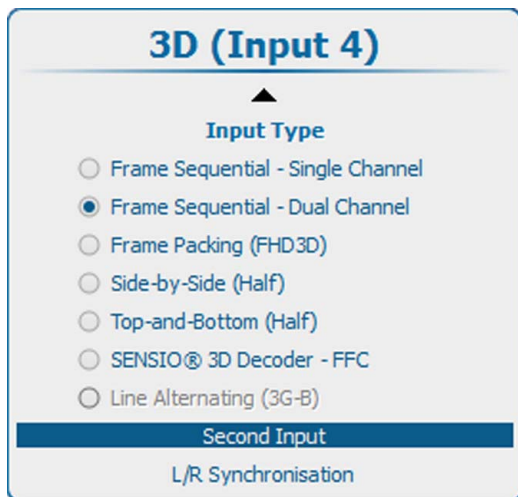 3D (Input 4)
Input Type
Frame Sequential - Single Channel
Frame Sequential - Dual Channel
Frame Packing (FHD3D)
Side-by-Side (Half)
Top-and-Bottom (Half)
SENSIO® 3D Decoder - FFC
Line Alternating (3G-B)
Second Input
L/R Synchronisation